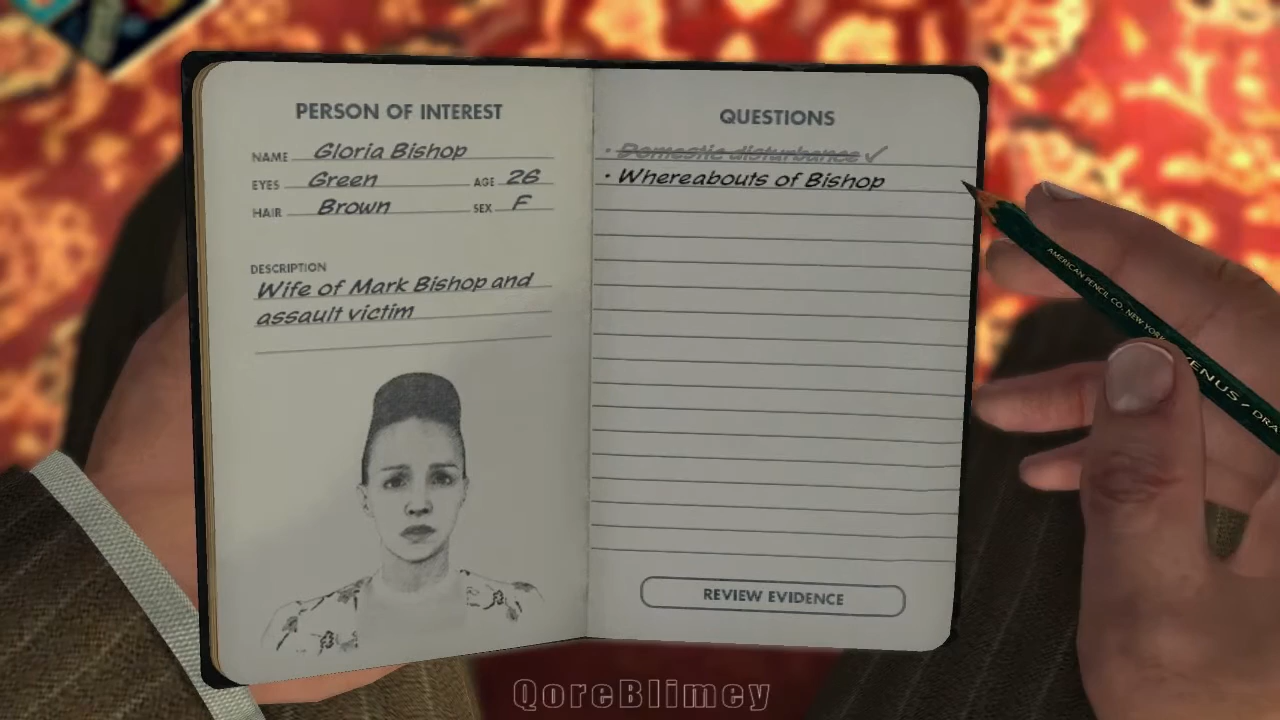 PERSON OF INTEREST
NAME Gloria Bishop
EYES Green AGE 26
HAIR Brown SEX F
DESCRIPTION
Wife of Mark Bishop and
assault victim
QUESTIONS
· Domestic disturbance ✓
· Whereabouts of Bishop
REVIEW EVIDENCE
AMERICAN PENCIL CO. NEW YORK
VENUS / DRA
QoreBlimey